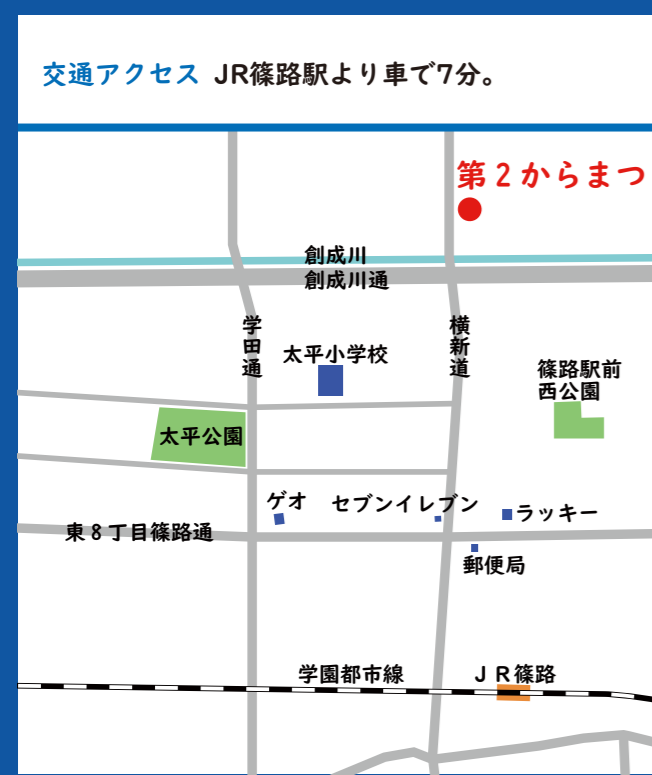 交通アクセス JR篠路駅より車で7分。
第2からまつ
創成川
創成川通
学田通
横新道
太平小学校
篠路駅前
西公園
太平公園
ゲオ
セブンイレブン
ラッキー
東8丁目篠路通
郵便局
学園都市線
JR篠路